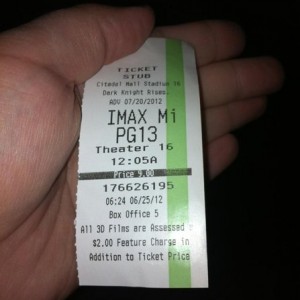 TICKET
STUB
Citadel Mall Stadium 16
Dark Knight Rises,
ADV 07/20/2012
IMAX Mi
PG13
Theater 16
12:05A
Price 9.00
176626195
06:24 06/25/12
Box Office 5
All 3D Films are Assessed a
$2.00 Feature Charge in
Addition to Ticket Price